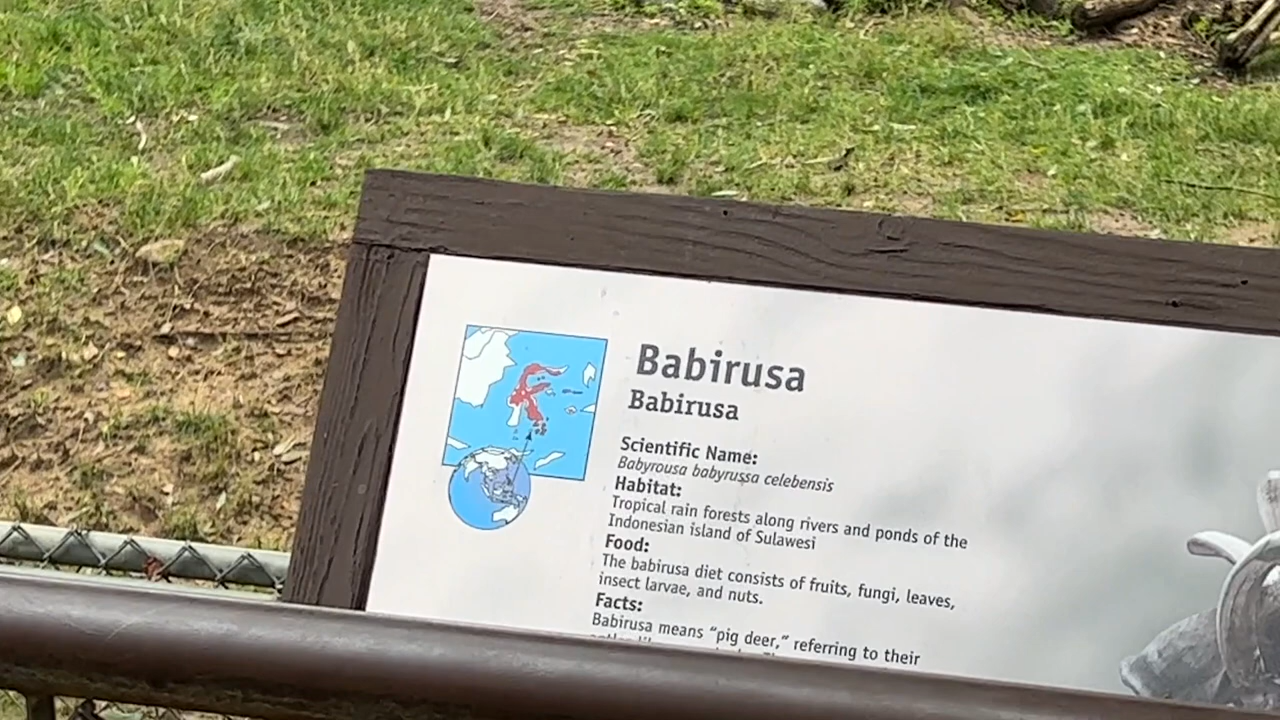 Babirusa
Babirusa
Scientific Name:
Babyrousa babyrussa celebensis
Habitat:
Tropical rain forests along rivers and ponds of the
Indonesian island of Sulawesi
Food:
The babirusa diet consists of fruits, fungi, leaves,
insect larvae, and nuts.
Facts:
Babirusa means “pig deer,” referring to their